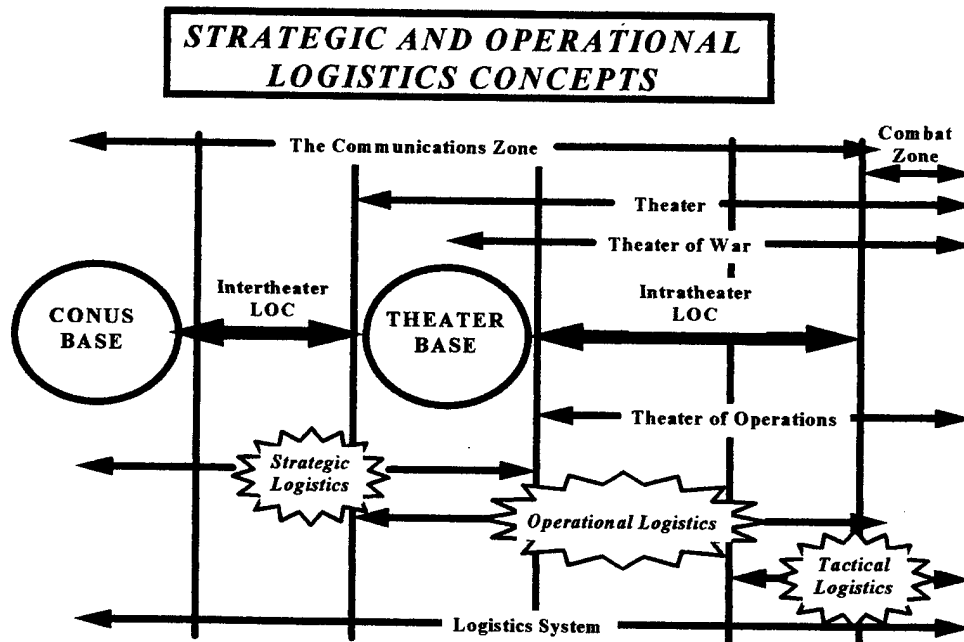 STRATEGIC AND OPERATIONAL
LOGISTICS CONCEPTS
The Communications Zone
Combat
Zone
Theater
Theater of War
CONUS
BASE
Intertheater
LOC
THEATER
BASE
Intratheater
LOC
Theater of Operations
Strategic
Logistics
Operational Logistics
Tactical
Logistics
Logistics System